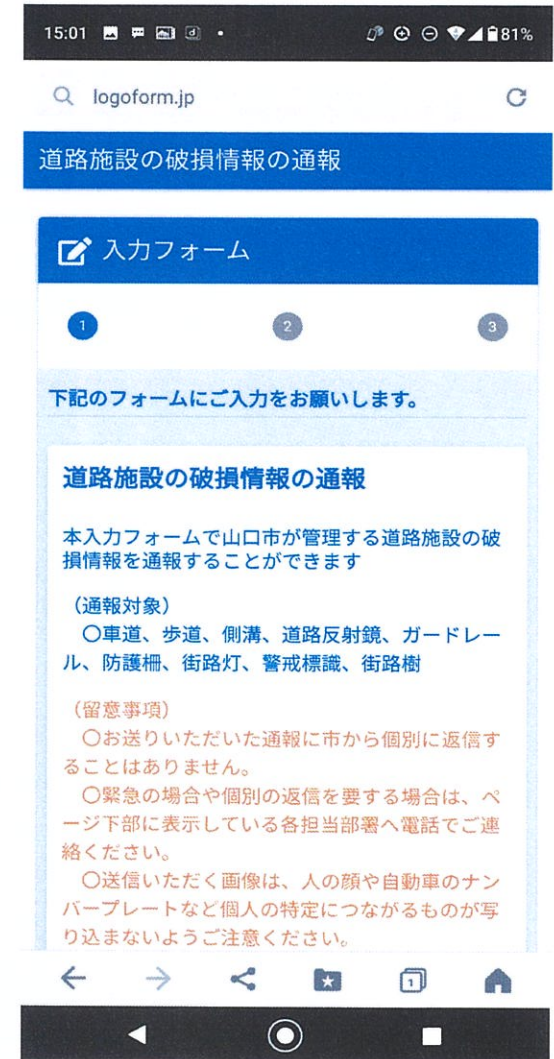 15:01 81%
logoform.jp
道路施設の破損情報の通報
入力フォーム
1 2 3
下記のフォームにご入力をお願いします。
道路施設の破損情報の通報
本入力フォームで山口市が管理する道路施設の破
損情報を通報することができます
（通報対象）
○車道、歩道、側溝、道路反射鏡、ガードレー
ル、防護柵、街路灯、警戒標識、街路樹
（留意事項）
○お送りいただいた通報に市から個別に返信す
ることはありません。
○緊急の場合や個別の返信を要する場合は、ペ
ージ下部に表示している各担当部署へ電話でご連
絡ください。
○送信いただく画像は、人の顔や自動車のナン
バープレートなど個人の特定につながるものが写
り込まないようご注意ください。
1